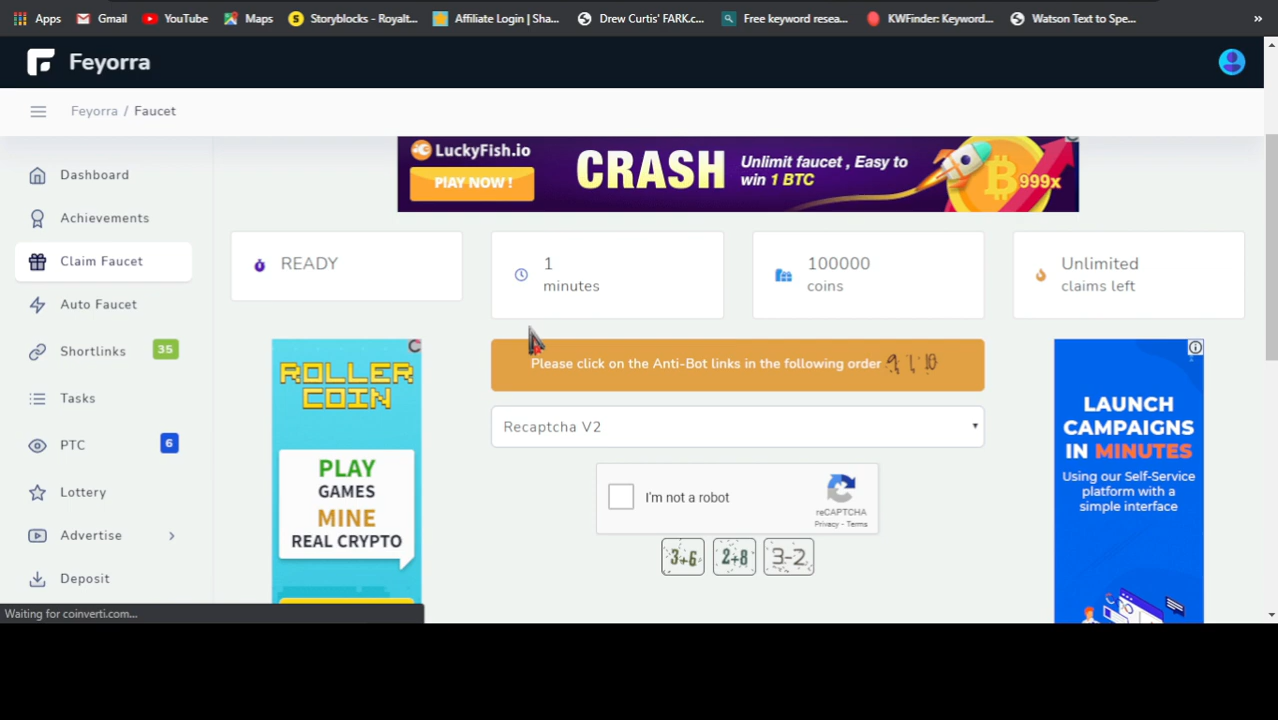 Apps Gmail YouTube Maps Storyblocks - Royalt... Affiliate Login | Sha... Drew Curtis' FARK.c... Free keyword resea... KWFinder: Keyword... Watson Text to Spe... »
Feyorra
Feyorra / Faucet
Dashboard
Achievements
Claim Faucet
Auto Faucet
Shortlinks 35
Tasks
PTC 6
Lottery
Advertise
Deposit
Waiting for coinverti.com...
LuckyFish.io
PlAY NOW !
CRASH
Unlimit faucet , Easy to
win 1 BTC
999x
READY
1
minutes
100000
coins
Unlimited
claims left
ROLLER
COIN
PLAY
GAMES
MINE
REAL CRYPTO
Please click on the Anti-Bot links in the following order
Recaptcha V2
I'm not a robot
reCAPTCHA
Privacy - Terms
3+6 2+8 3-2
LAUNCH
CAMPAIGNS
IN MINUTES
Using our Self-Service
platform with a
simple interface